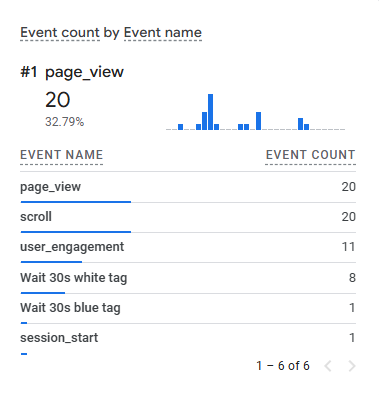 Event count by Event name
#1 page_view
20
32.79%
EVENT NAME EVENT COUNT
page_view 20
scroll 20
user_engagement 11
Wait 30s white tag 8
Wait 30s blue tag 1
session_start 1
1 – 6 of 6